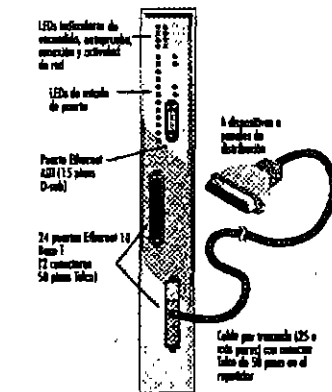 LEDs indicadores de
encendido, autoprueba,
conexión y actividad
de red
LEDs de estado
de puerto
A dispositivos o
paneles de
distribución
Puerto Ethernet
AUI (15 pines
D-sub)
24 puertos Ethernet 10
Base T
(2 conectores
50 pines Telco)
Cable par trenzado (25 o
más pares) con conector
Telco de 50 pines en el
repetidor